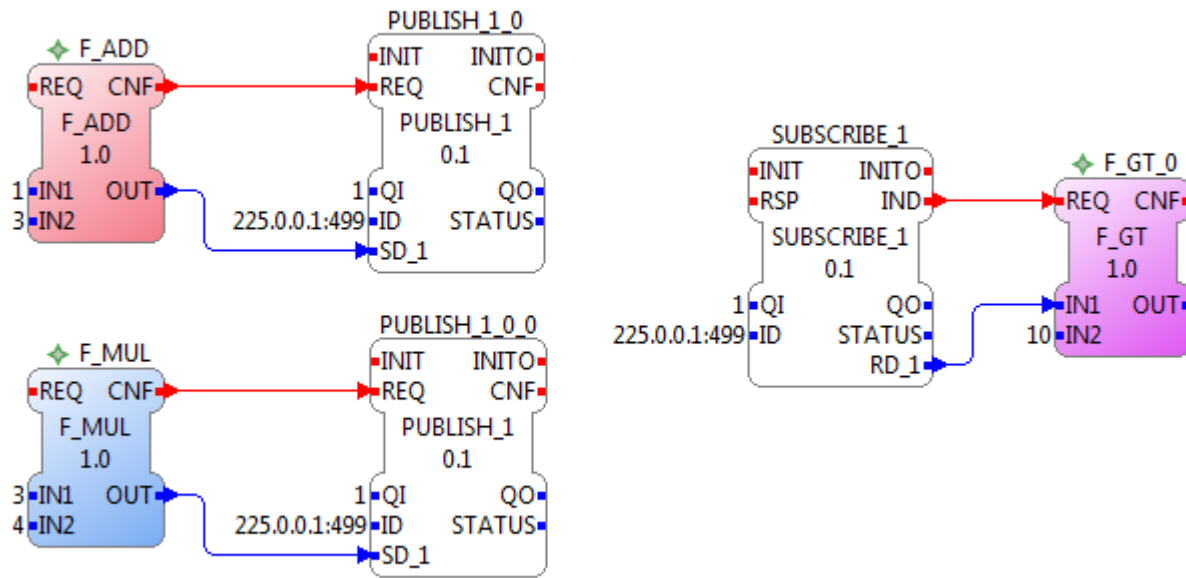 F_ADD
REQ CNF
F_ADD
1.0
1 IN1 OUT
3 IN2
PUBLISH_1_0
INIT INITO
REQ CNF
PUBLISH_1
0.1
1 QI QO
225.0.0.1:499 ID STATUS
SD_1
F_MUL
REQ CNF
F_MUL
1.0
3 IN1 OUT
4 IN2
PUBLISH_1_0_0
INIT INITO
REQ CNF
PUBLISH_1
0.1
1 QI QO
225.0.0.1:499 ID STATUS
SD_1
SUBSCRIBE_1
INIT INITO
RSP IND
SUBSCRIBE_1
0.1
1 QI QO
225.0.0.1:499 ID STATUS
RD_1
F_GT_0
REQ CNF
F_GT
1.0
IN1 OUT
10 IN2